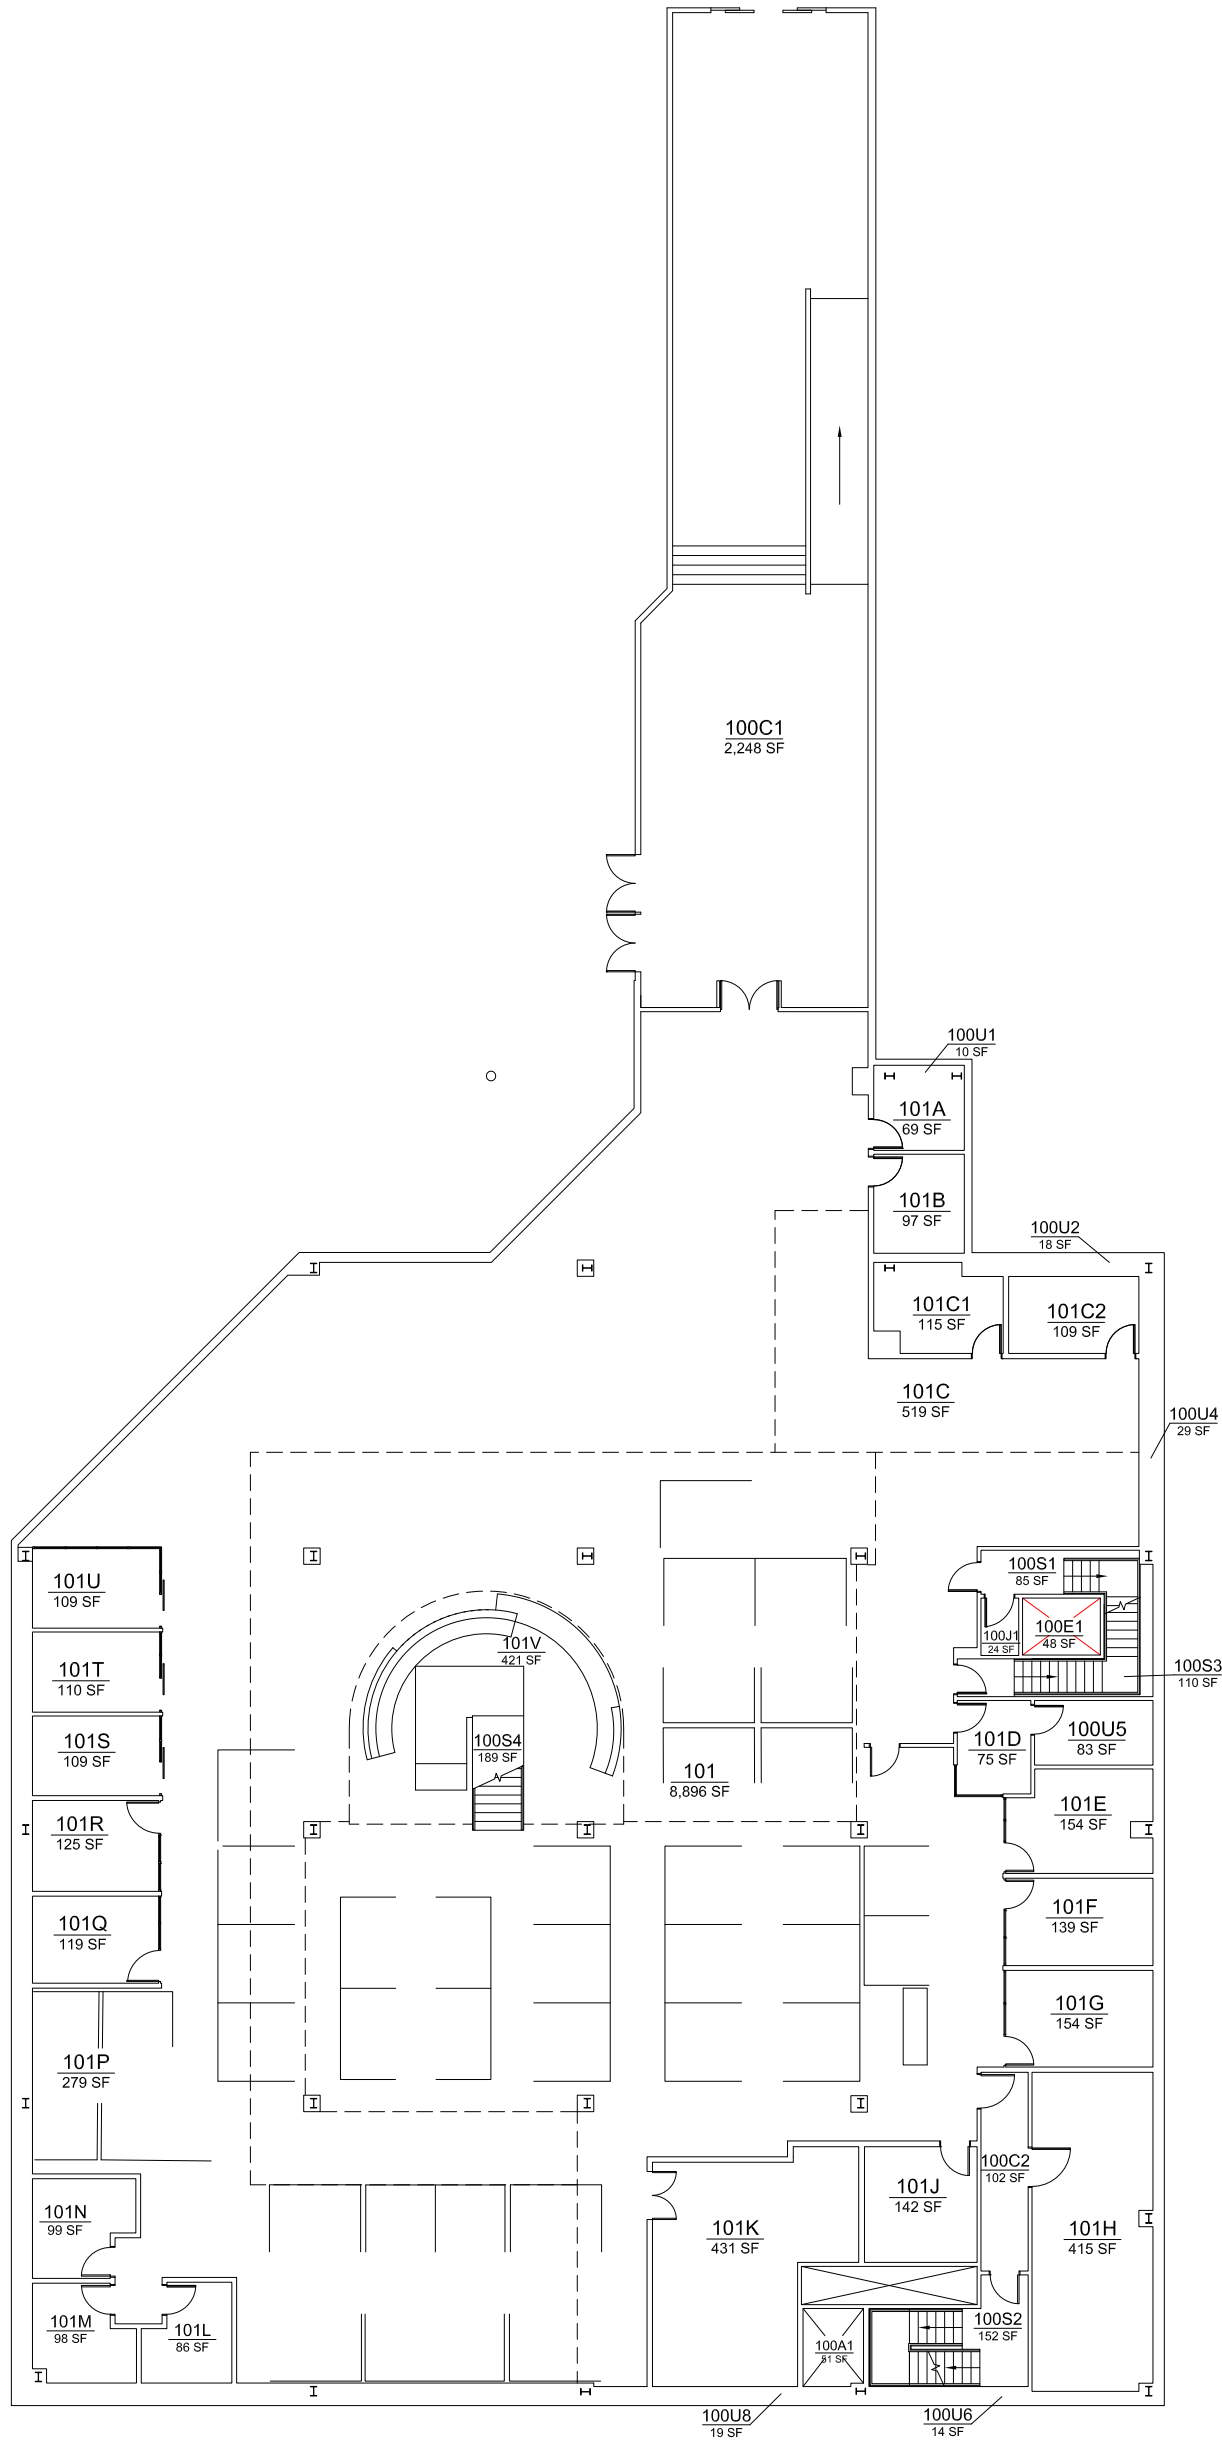 100C1
2,248 SF
100U1
10 SF
101A
69 SF
101B
97 SF
100U2
18 SF
101C1
115 SF
101C2
109 SF
101C
519 SF
100U4
29 SF
101U
109 SF
100S1
85 SF
100E1
48 SF
100J1
24 SF
101V
421 SF
101T
110 SF
100S3
110 SF
101S
109 SF
100S4
189 SF
101D
75 SF
100U5
83 SF
101
8,896 SF
101E
154 SF
101R
125 SF
101F
139 SF
101Q
119 SF
101G
154 SF
101P
279 SF
100C2
102 SF
101J
142 SF
101N
99 SF
101K
431 SF
101H
415 SF
101M
98 SF
101L
86 SF
100S2
152 SF
100A1
51 SF
100U8
19 SF
100U6
14 SF